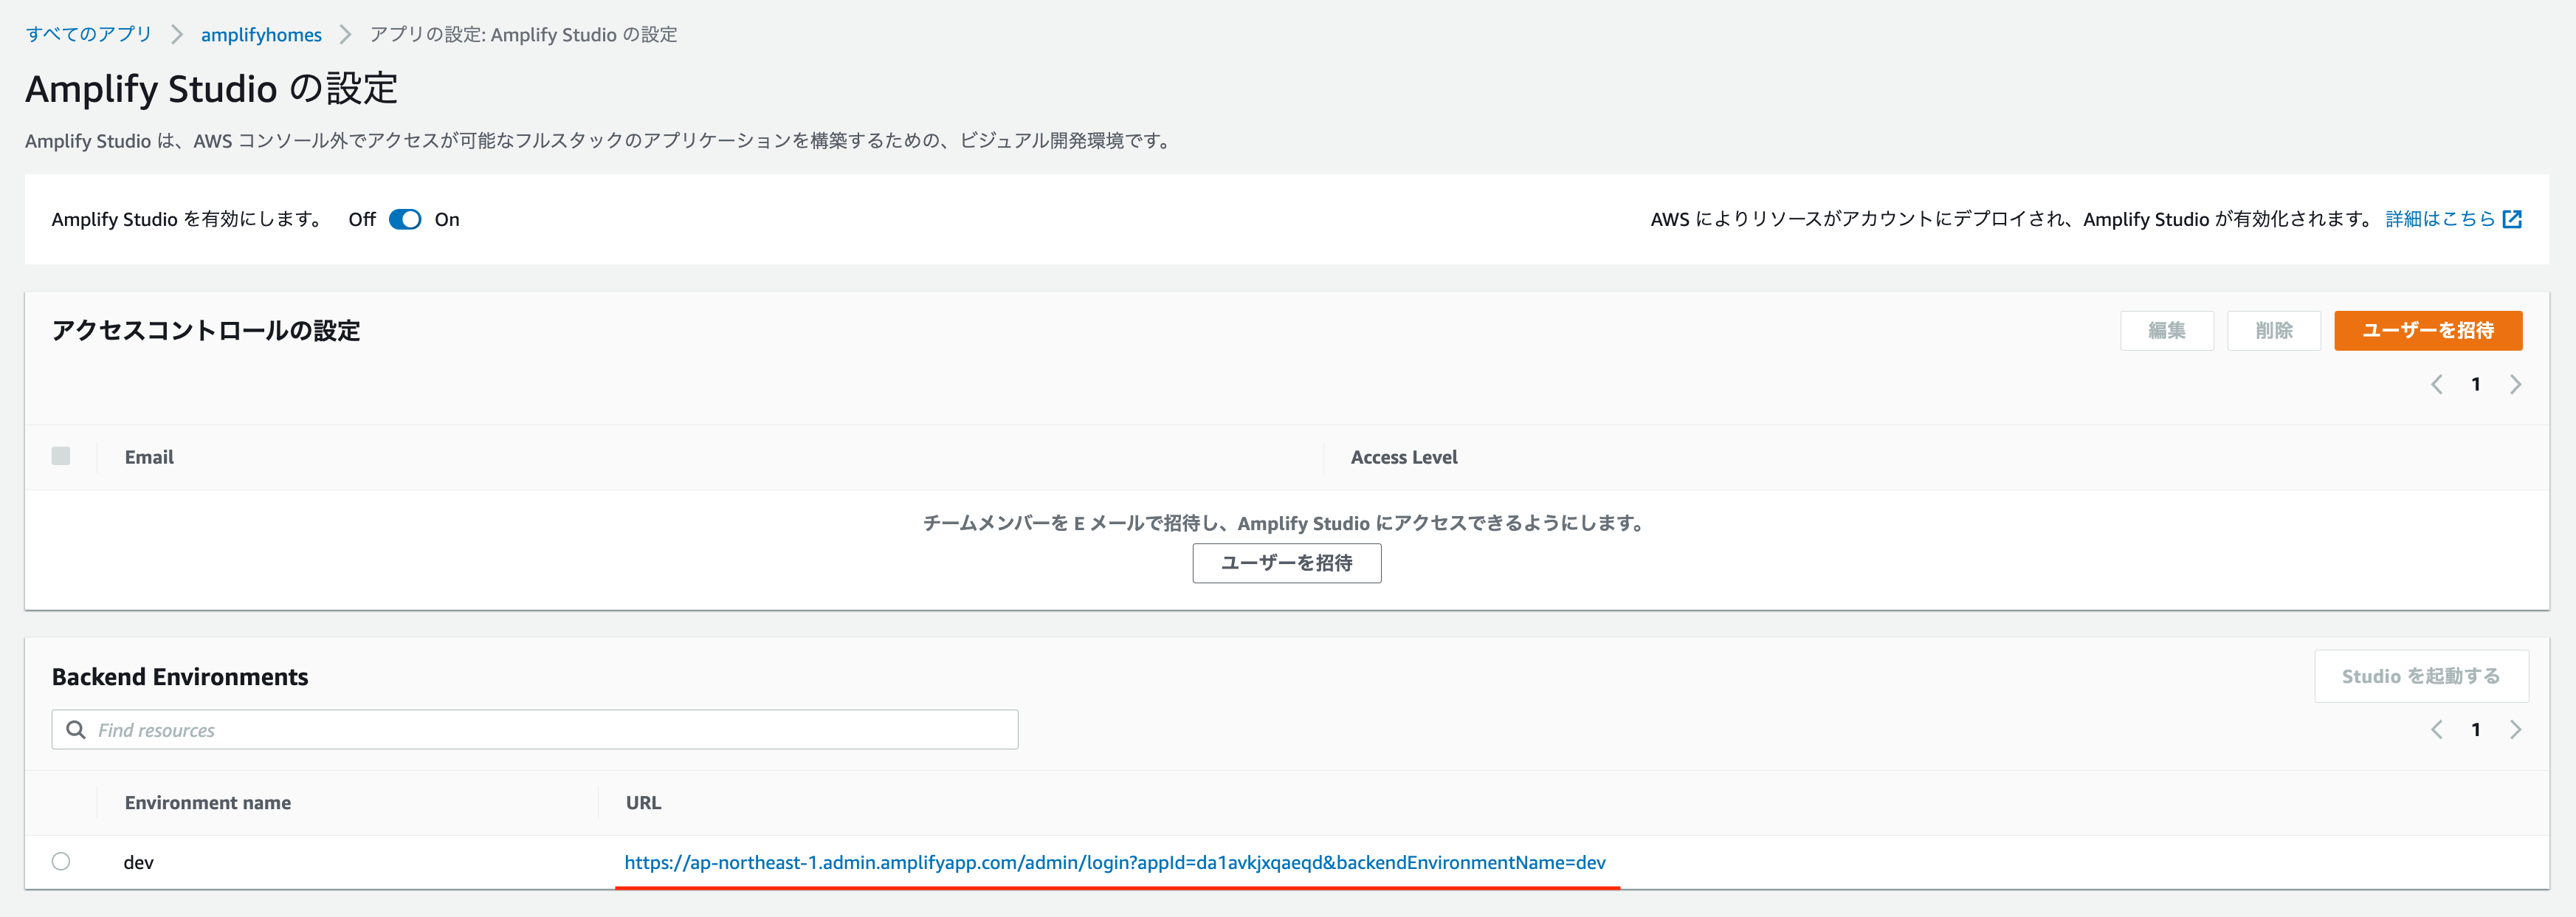 すべてのアプリ > amplifyhomes > アプリの設定: Amplify Studio の設定
Amplify Studio の設定
Amplify Studio は、AWS コンソール外でアクセスが可能なフルスタックのアプリケーションを構築するための、ビジュアル開発環境です。
Amplify Studio を有効にします。 Off On AWS によりリソースがアカウントにデプロイされ、Amplify Studio が有効化されます。 詳細はこちら
アクセスコントロールの設定 編集 削除 ユーザーを招待
< 1 >
Email Access Level
チームメンバーを E メールで招待し、Amplify Studio にアクセスできるようにします。
ユーザーを招待
Backend Environments Studio を起動する
Find resources < 1 >
Environment name URL
dev https://ap-northeast-1.admin.amplifyapp.com/admin/login?appId=da1avkjxqaeqd&backendEnvironmentName=dev